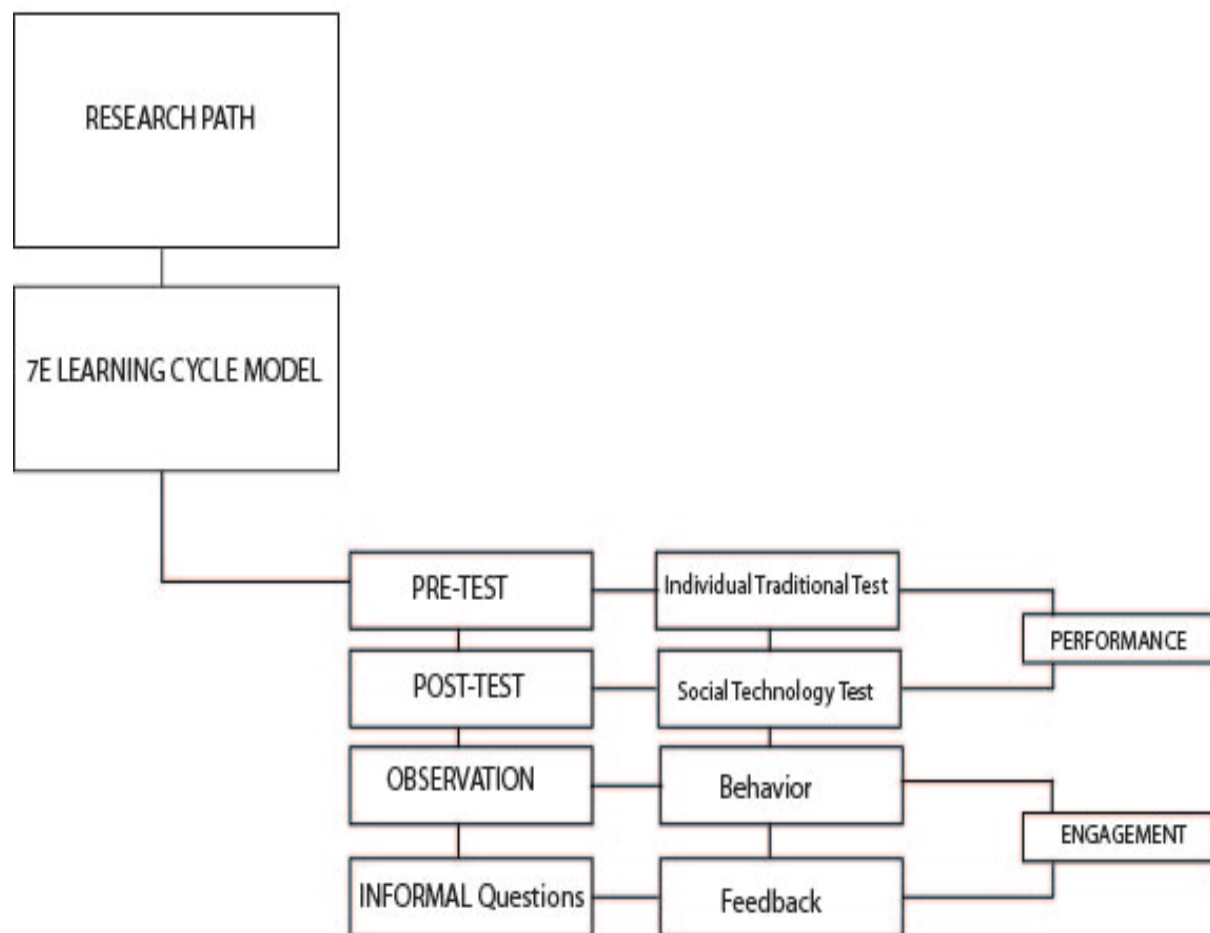 RESEARCH PATH
7E LEARNING CYCLE MODEL
PRE-TEST
Individual Traditional Test
PERFORMANCE
POST-TEST
Social Technology Test
OBSERVATION
Behavior
ENGAGEMENT
INFORMAL Questions
Feedback